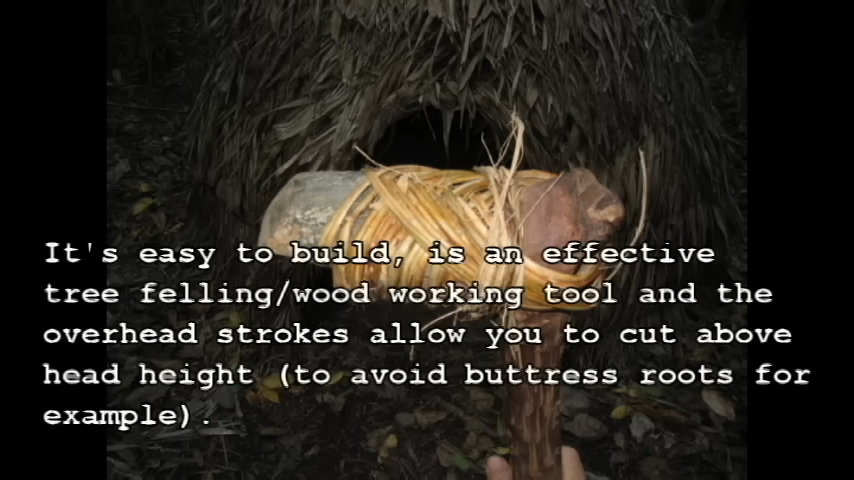 It's easy to build, is an effective
tree felling/wood working tool and the
overhead strokes allow you to cut above
head height (to avoid buttress roots for
example).